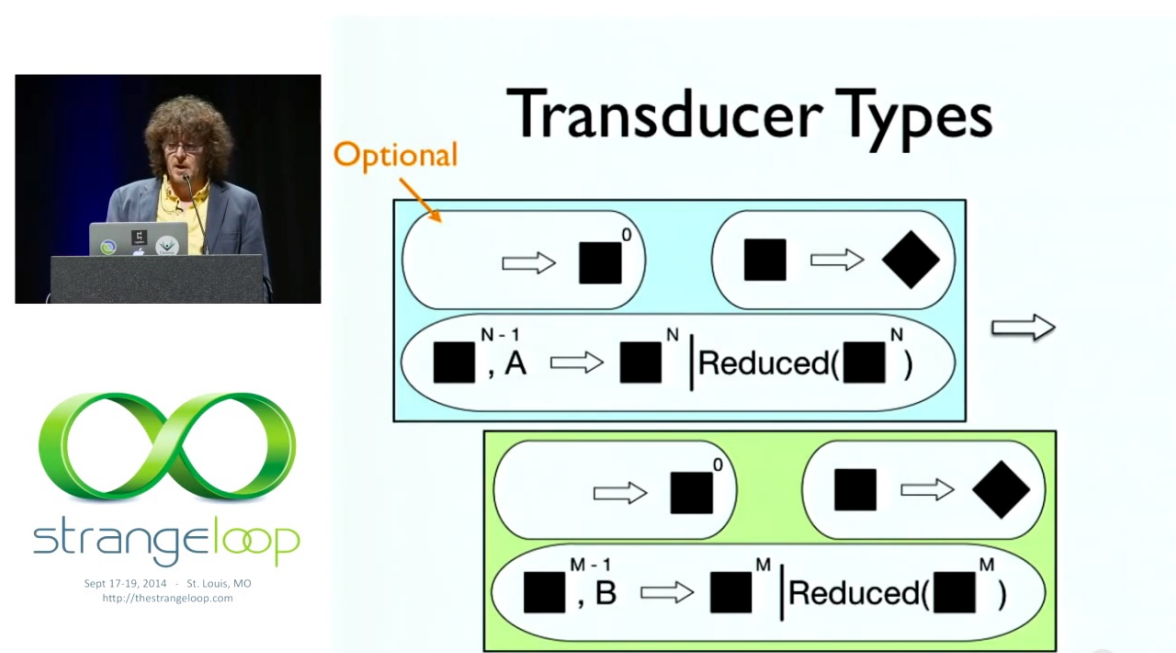 Transducer Types
Optional
0
N - 1
, A
N
|Reduced(
N
)
0
M - 1
, B
M
|Reduced(
M
)
strangeloop
Sept 17-19, 2014 - St. Louis, MO
http://thestrangeloop.com